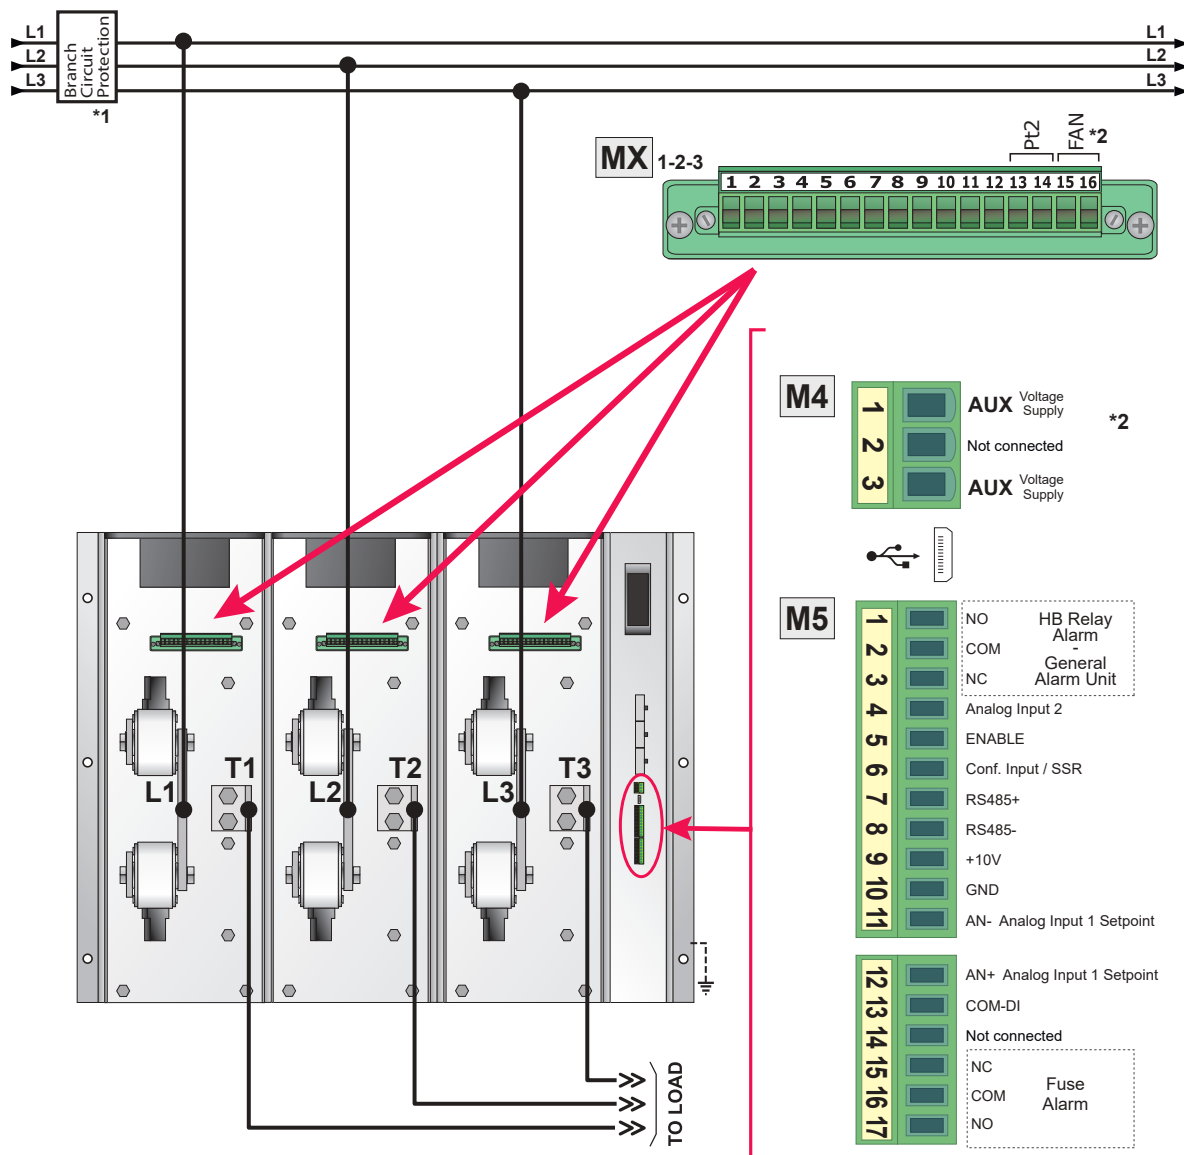 L1
L2
L3
Branch
Circuit
Protection
*1
L1
L2
L3
MX 1-2-3
Pt2
FAN *2
1 2 3 4 5 6 7 8 9 10 11 12 13 14 15 16
M4
1 AUX Voltage Supply
*2
2 Not connected
3 AUX Voltage Supply
M5
1 NO
2 COM
3 NC
HB Relay
Alarm
-
General
Alarm Unit
4 Analog Input 2
5 ENABLE
6 Conf. Input / SSR
7 RS485+
8 RS485-
9 +10V
10 GND
11 AN- Analog Input 1 Setpoint
12 AN+ Analog Input 1 Setpoint
13 COM-DI
14 Not connected
15 NC
16 COM
17 NO
Fuse
Alarm
L1 T1 L2 T2 L3 T3
TO LOAD